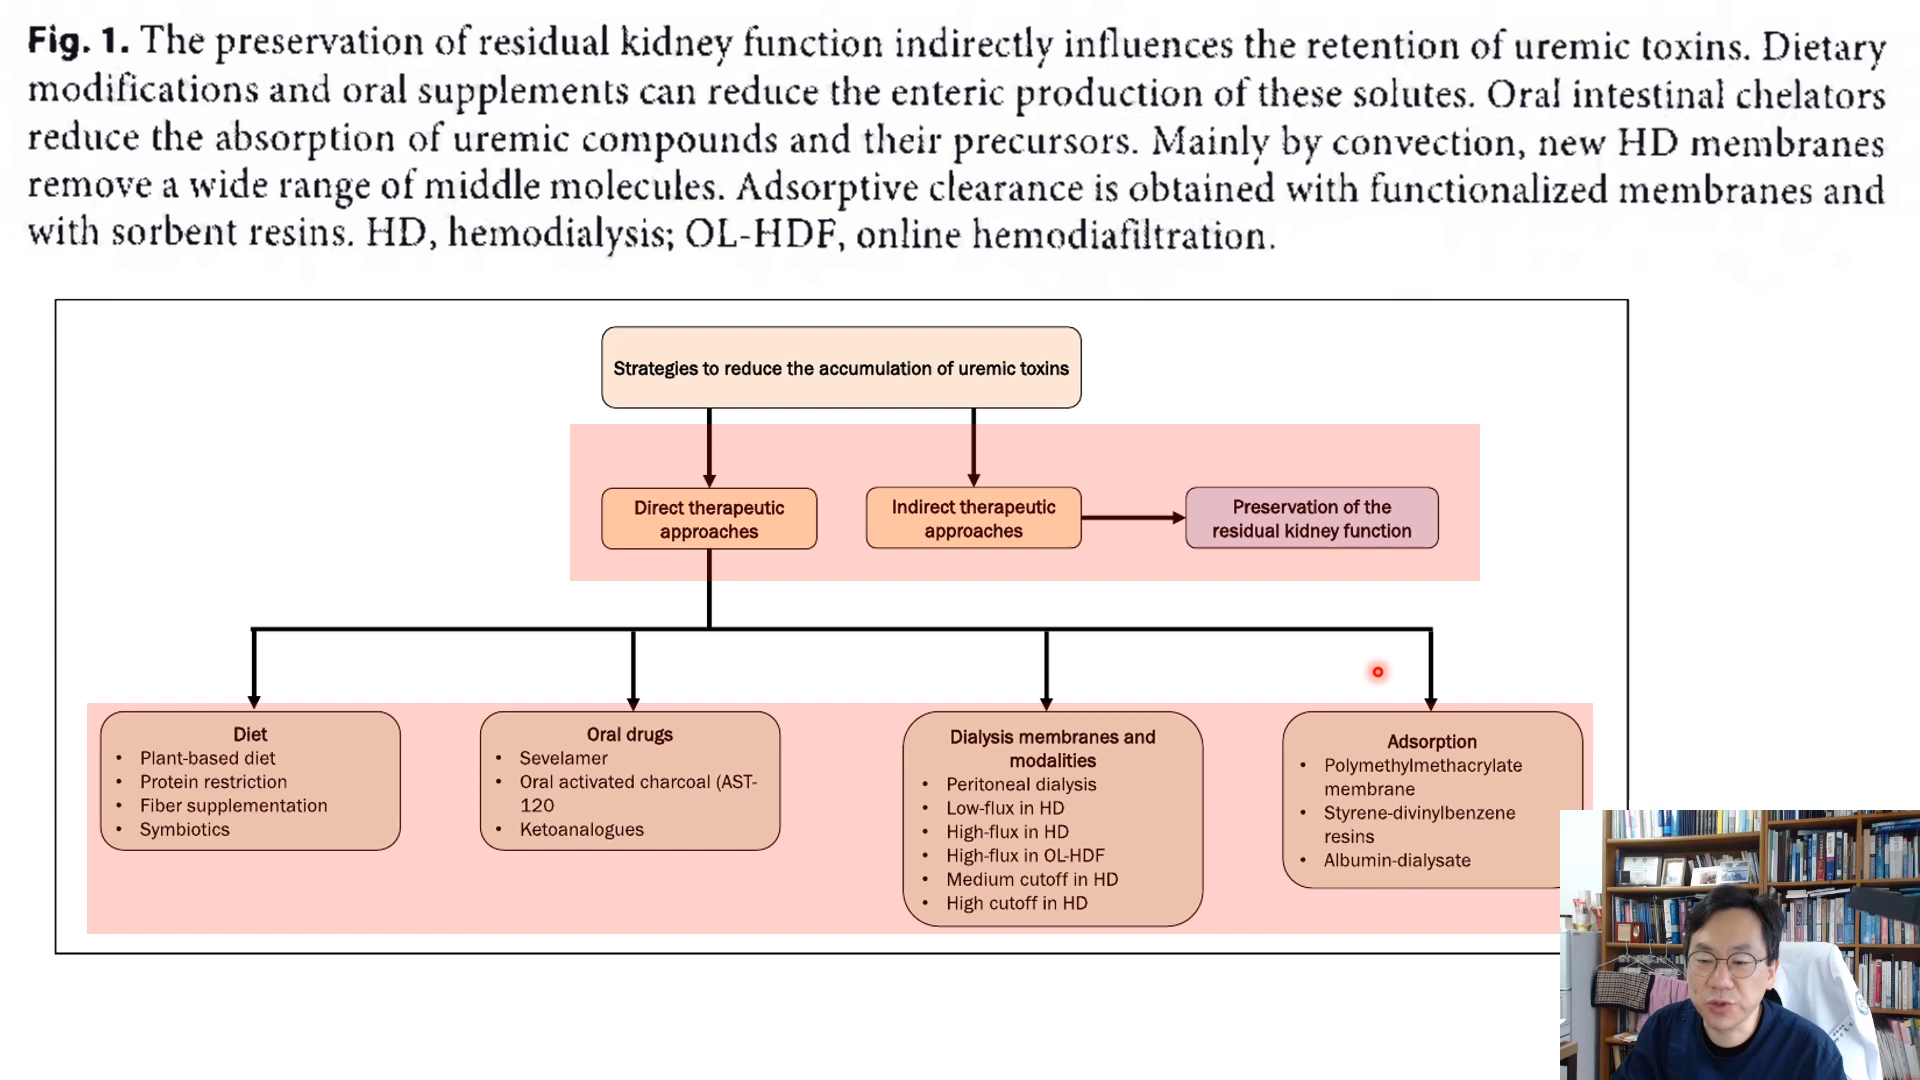 Fig. 1. The preservation of residual kidney function indirectly influences the retention of uremic toxins. Dietary
modifications and oral supplements can reduce the enteric production of these solutes. Oral intestinal chelators
reduce the absorption of uremic compounds and their precursors. Mainly by convection, new HD membranes
remove a wide range of middle molecules. Adsorptive clearance is obtained with functionalized membranes and
with sorbent resins. HD, hemodialysis; OL-HDF, online hemodiafiltration.
Strategies to reduce the accumulation of uremic toxins
Direct therapeutic
approaches
Indirect therapeutic
approaches
Preservation of the
residual kidney function
Diet
• Plant-based diet
• Protein restriction
• Fiber supplementation
• Symbiotics
Oral drugs
• Sevelamer
• Oral activated charcoal (AST-
120
• Ketoanalogues
Dialysis membranes and
modalities
• Peritoneal dialysis
• Low-flux in HD
• High-flux in HD
• High-flux in OL-HDF
• Medium cutoff in HD
• High cutoff in HD
Adsorption
• Polymethylmethacrylate
membrane
• Styrene-divinylbenzene
resins
• Albumin-dialysate